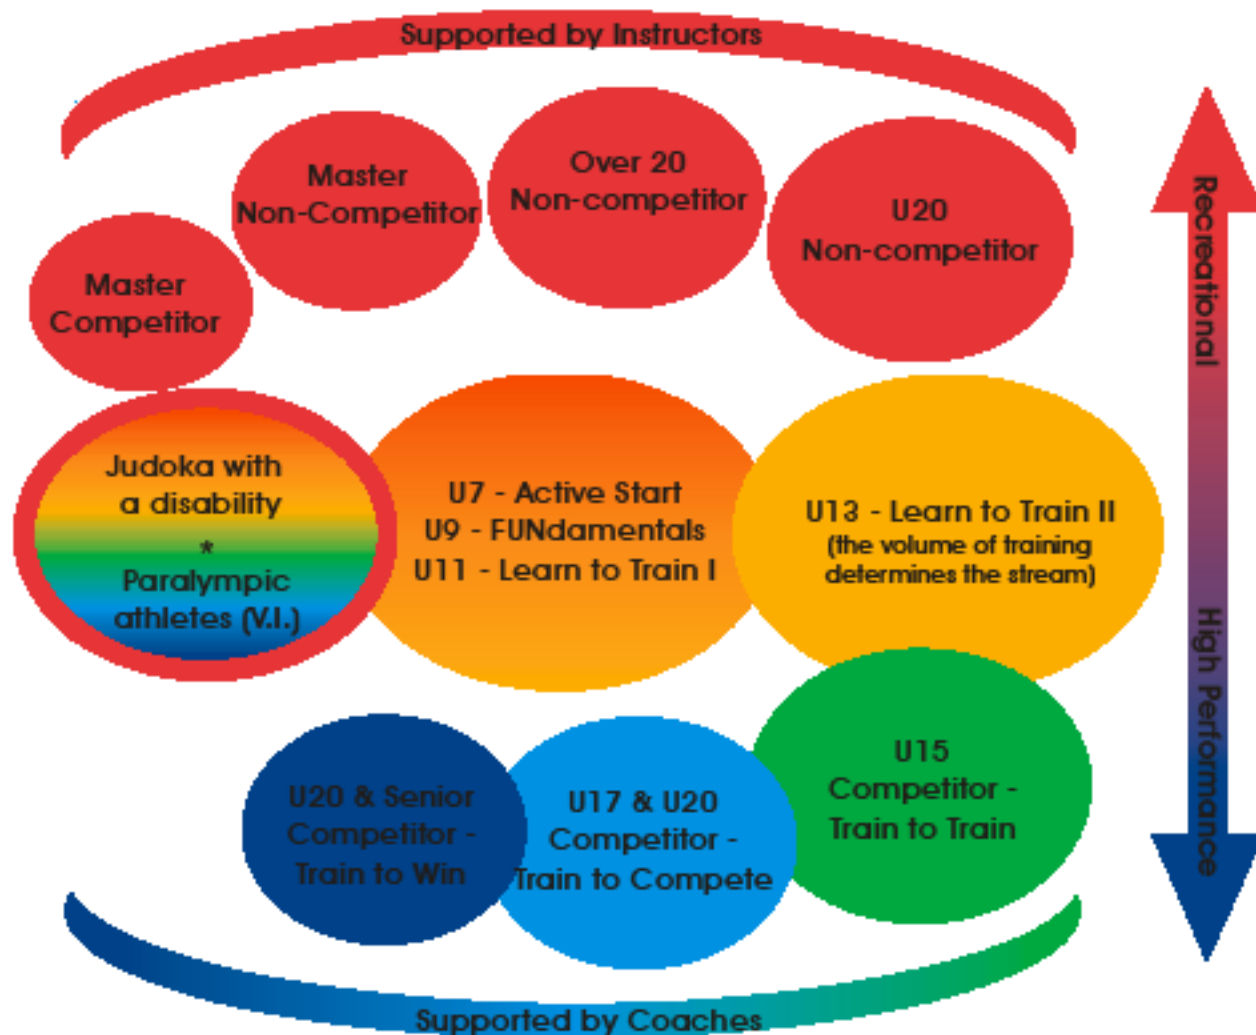 Supported by Instructors
Master
Non-Competitor
Over 20
Non-competitor
U20
Non-competitor
Master
Competitor
Recreational
Judoka with
a disability
*
Paralympic
athletes (V.I.)
U7 - Active Start
U9 - FUNdamentals
U11 - Learn to Train I
U13 - Learn to Train II
(the volume of training
determines the stream)
High Performance
U20 & Senior
Competitor -
Train to Win
U17 & U20
Competitor -
Train to Compete
U15
Competitor -
Train to Train
Supported by Coaches